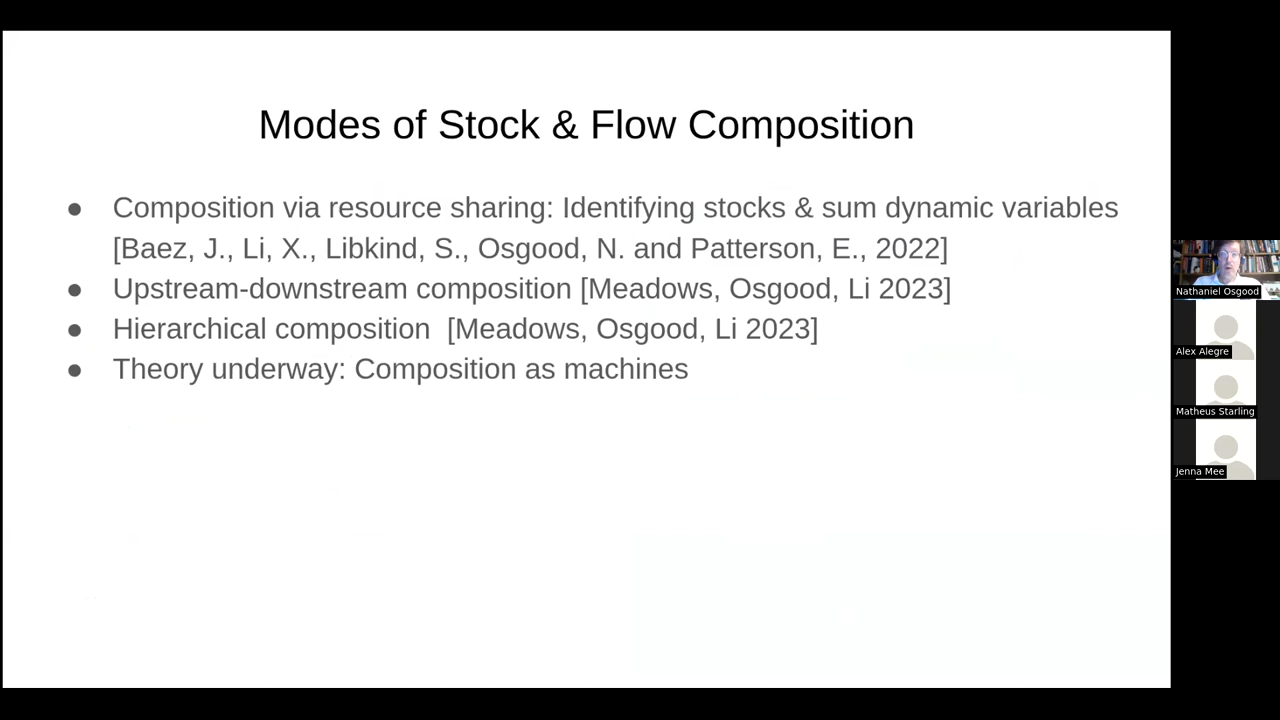 Modes of Stock & Flow Composition
● Composition via resource sharing: Identifying stocks & sum dynamic variables
[Baez, J., Li, X., Libkind, S., Osgood, N. and Patterson, E., 2022]
● Upstream-downstream composition [Meadows, Osgood, Li 2023]
● Hierarchical composition  [Meadows, Osgood, Li 2023]
● Theory underway: Composition as machines
Nathaniel Osgood
Alex Alegre
Matheus Starling
Jenna Mee